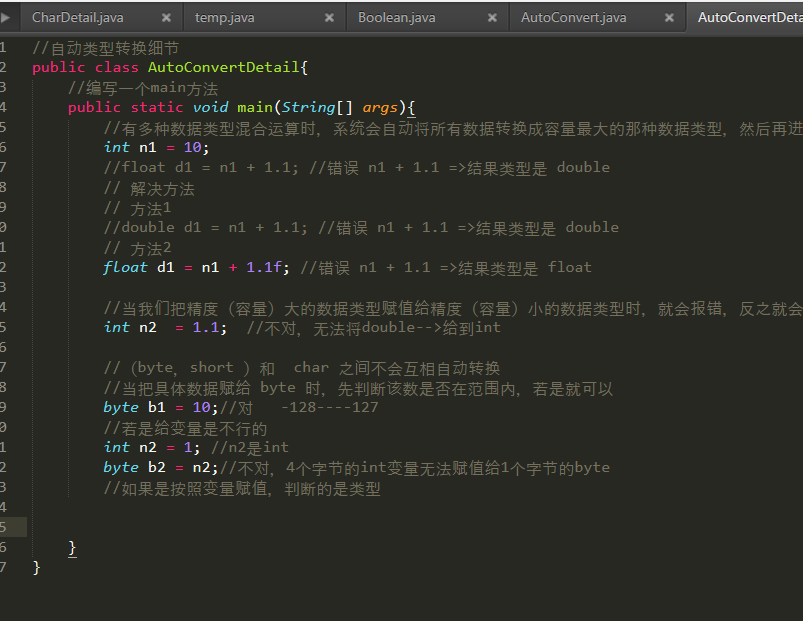 CharDetail.java × temp.java × Boolean.java × AutoConvert.java × AutoConvertDeta
1 //自动类型转换细节
2 public class AutoConvertDetail{
3 //编写一个main方法
4 public static void main(String[] args){
5 //有多种数据类型混合运算时，系统会自动将所有数据转换成容量最大的那种数据类型，然后再进
6 int n1 = 10;
7 //float d1 = n1 + 1.1; //错误 n1 + 1.1 =>结果类型是 double
8 // 解决方法
9 // 方法1
0 //double d1 = n1 + 1.1; //错误 n1 + 1.1 =>结果类型是 double
1 // 方法2
2 float d1 = n1 + 1.1f; //错误 n1 + 1.1 =>结果类型是 float
3
4 //当我们把精度（容量）大的数据类型赋值给精度（容量）小的数据类型时，就会报错，反之就会
5 int n2  = 1.1;  //不对，无法将double-->给到int
6
7 //（byte，short ）和  char 之间不会互相自动转换
8 //当把具体数据赋给 byte 时，先判断该数是否在范围内，若是就可以
9 byte b1 = 10;//对   -128----127
0 //若是给变量是不行的
1 int n2 = 1; //n2是int
2 byte b2 = n2;//不对，4个字节的int变量无法赋值给1个字节的byte
3 //如果是按照变量赋值，判断的是类型
4
5
6 }
7 }